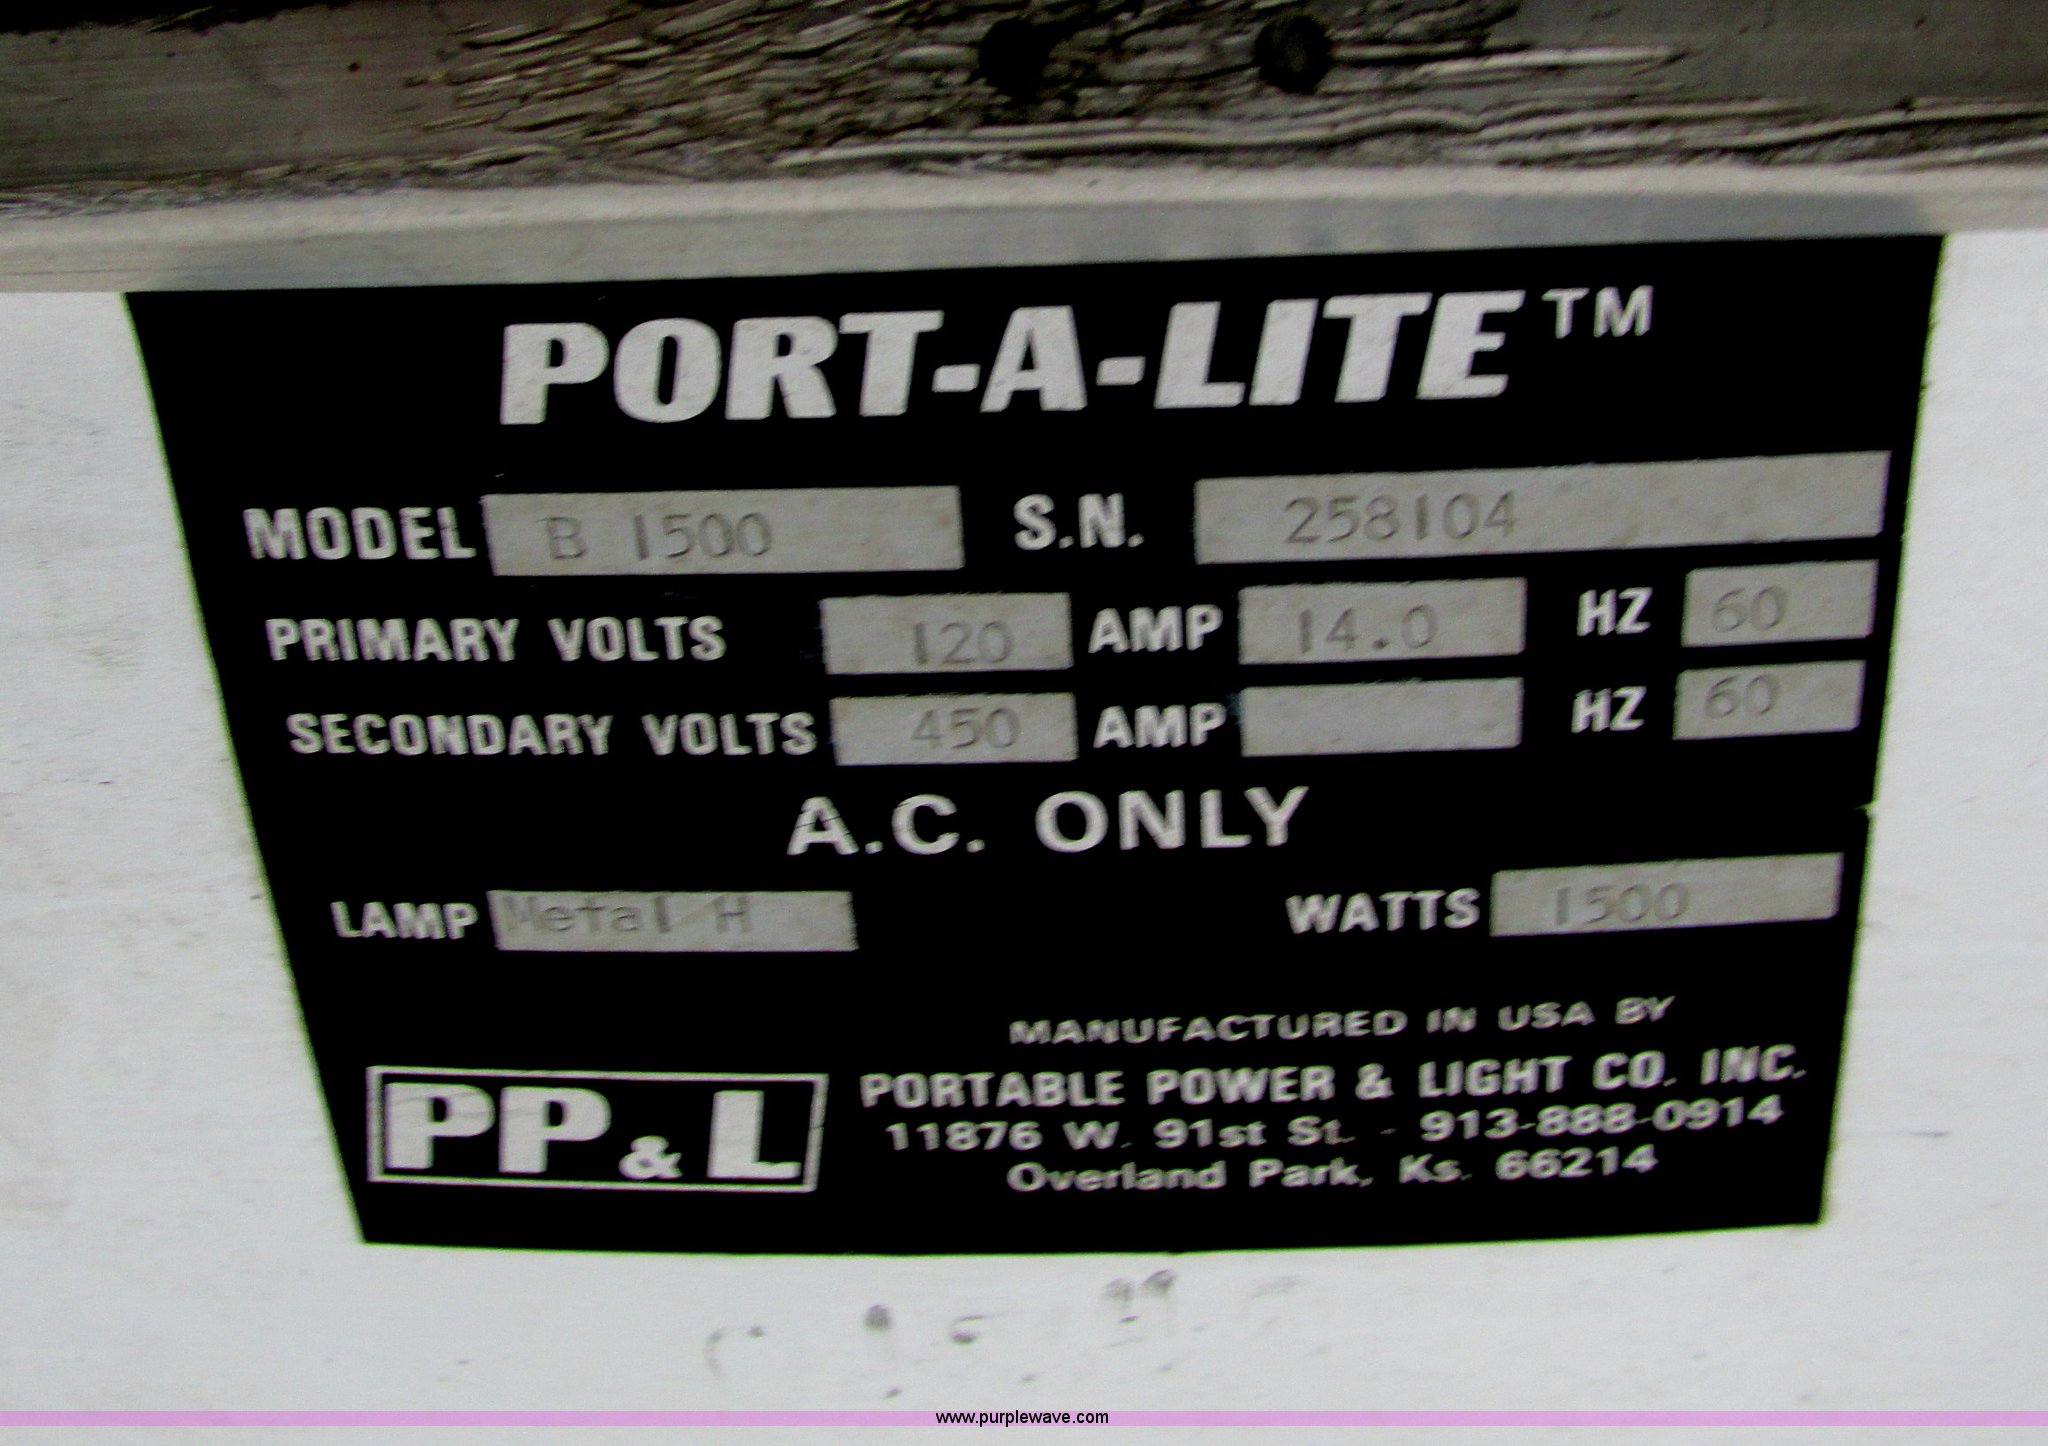 PORT-A-LITE™
MODEL B 1500 S.N. 258104
PRIMARY VOLTS 120 AMP 14.0 HZ 60
SECONDARY VOLTS 450 AMP HZ 60
A.C. ONLY
LAMP Metal H WATTS 1500
MANUFACTURED IN USA BY
PP&L
PORTABLE POWER & LIGHT CO. INC.
11876 W. 91st St. - 913-888-0914
Overland Park, Ks. 66214
www.purplewave.com